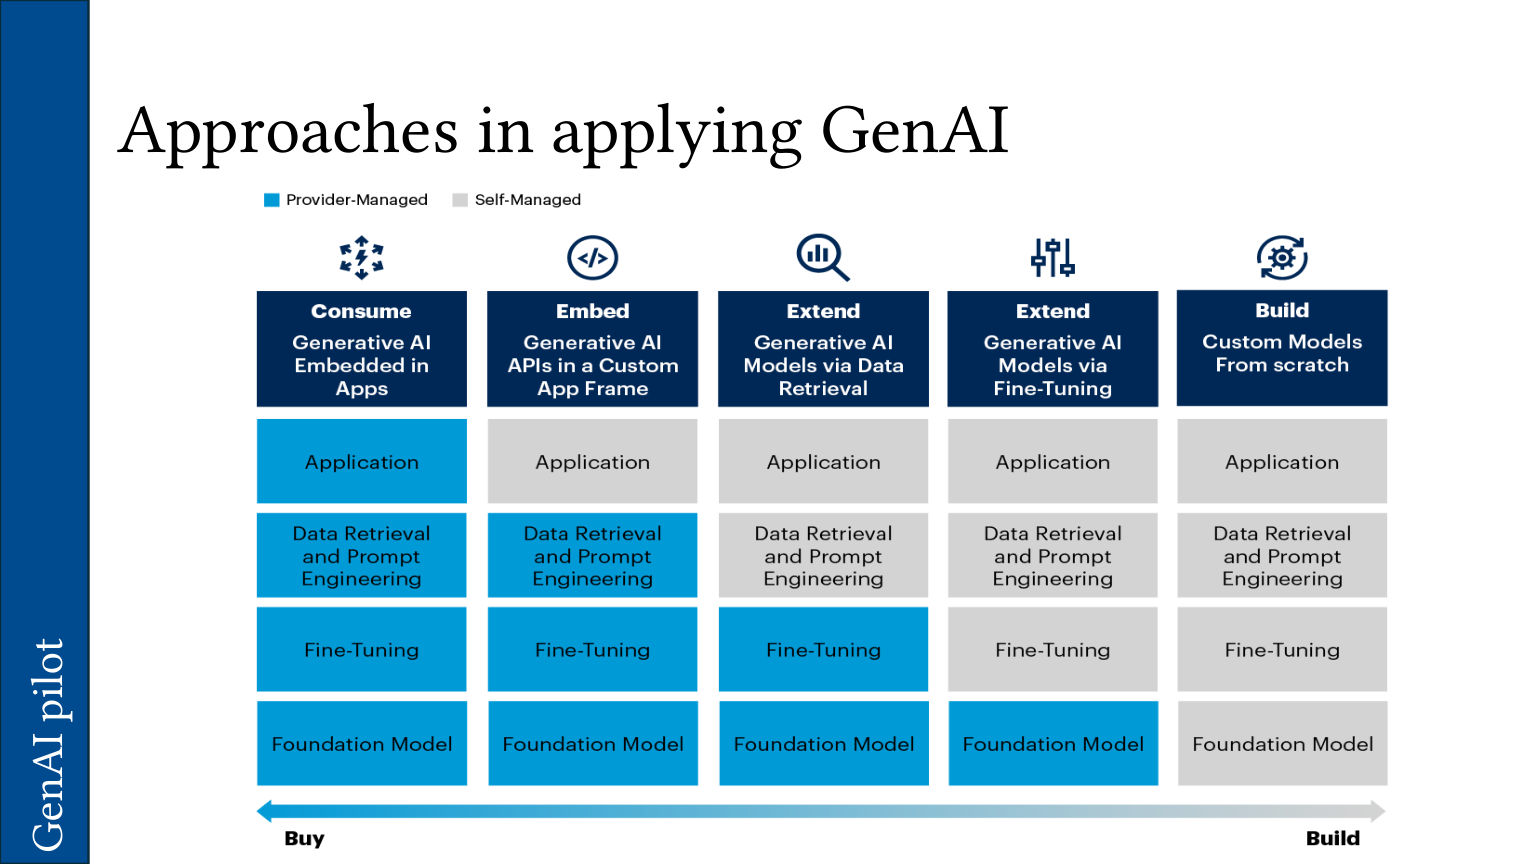 Approaches in applying GenAI
Provider-Managed
Self-Managed
Consume
Generative AI
Embedded in
Apps
Embed
Generative AI
APIs in a Custom
App Frame
Extend
Generative AI
Models via Data
Retrieval
Extend
Generative AI
Models via
Fine-Tuning
Build
Custom Models
From scratch
Application
Application
Application
Application
Application
Data Retrieval
and Prompt
Engineering
Data Retrieval
and Prompt
Engineering
Data Retrieval
and Prompt
Engineering
Data Retrieval
and Prompt
Engineering
Data Retrieval
and Prompt
Engineering
Fine-Tuning
Fine-Tuning
Fine-Tuning
Fine-Tuning
Fine-Tuning
Foundation Model
Foundation Model
Foundation Model
Foundation Model
Foundation Model
Buy
Build
GenAI pilot